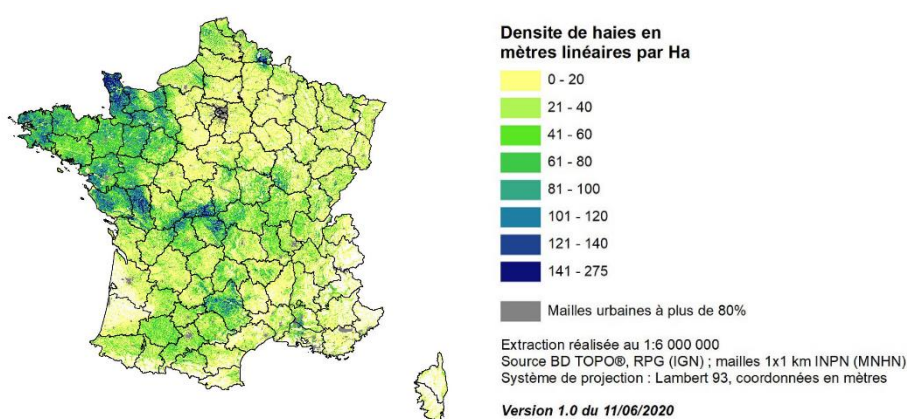 Densite de haies en
mètres linéaires par Ha
0 - 20
21 - 40
41 - 60
61 - 80
81 - 100
101 - 120
121 - 140
141 - 275
Mailles urbaines à plus de 80%
Extraction réalisée au 1:6 000 000
Source BD TOPO®, RPG (IGN) ; mailles 1x1 km INPN (MNHN)
Système de projection : Lambert 93, coordonnées en mètres
Version 1.0 du 11/06/2020